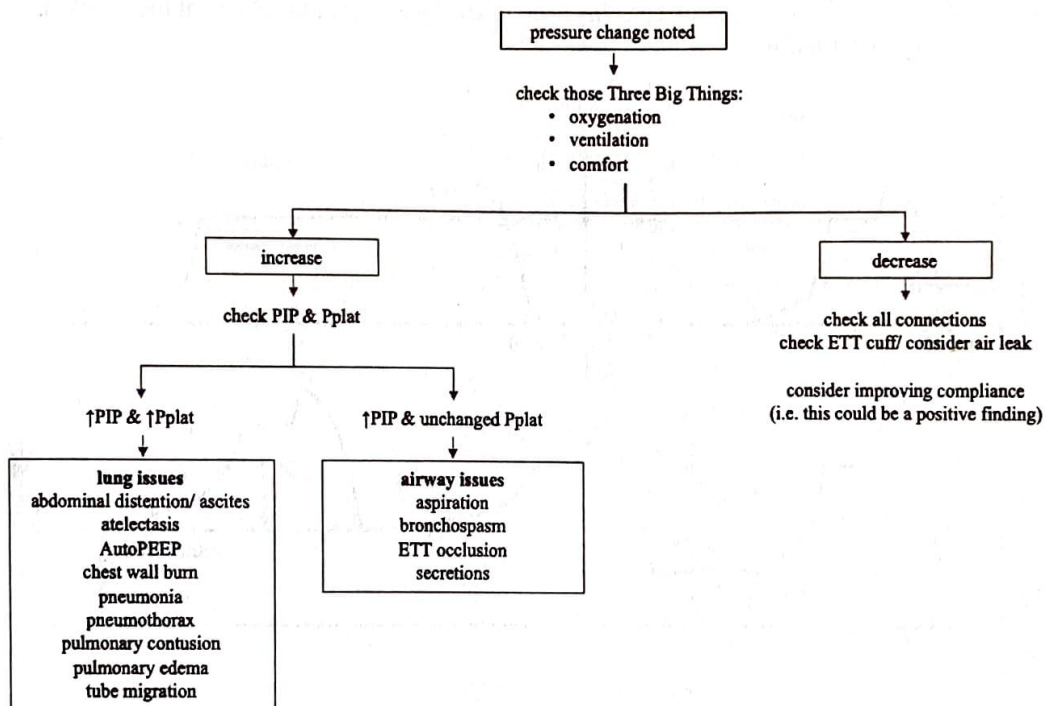 pressure change noted
check those Three Big Things:
• oxygenation
• ventilation
• comfort
increase
decrease
check PIP & Pplat
check all connections
check ETT cuff/ consider air leak
consider improving compliance
(i.e. this could be a positive finding)
↑PIP & ↑Pplat
↑PIP & unchanged Pplat
lung issues
abdominal distention/ ascites
atelectasis
AutoPEEP
chest wall burn
pneumonia
pneumothorax
pulmonary contusion
pulmonary edema
tube migration
airway issues
aspiration
bronchospasm
ETT occlusion
secretions